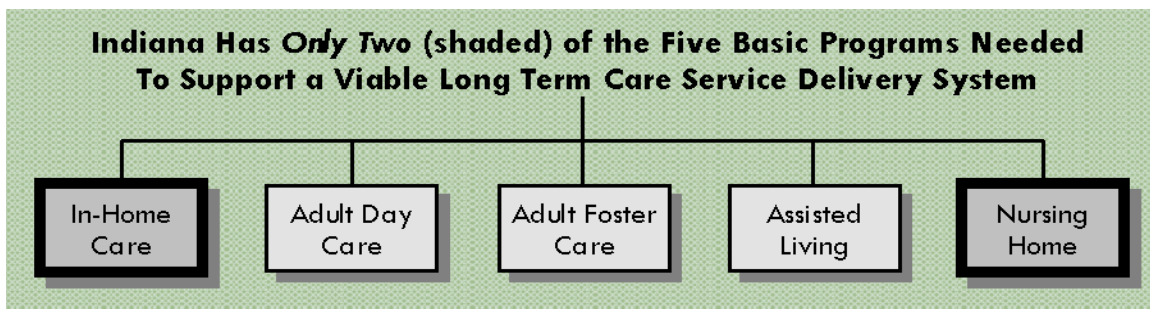 Indiana Has Only Two (shaded) of the Five Basic Programs Needed
To Support a Viable Long Term Care Service Delivery System
In-Home
Care
Adult Day
Care
Adult Foster
Care
Assisted
Living
Nursing
Home